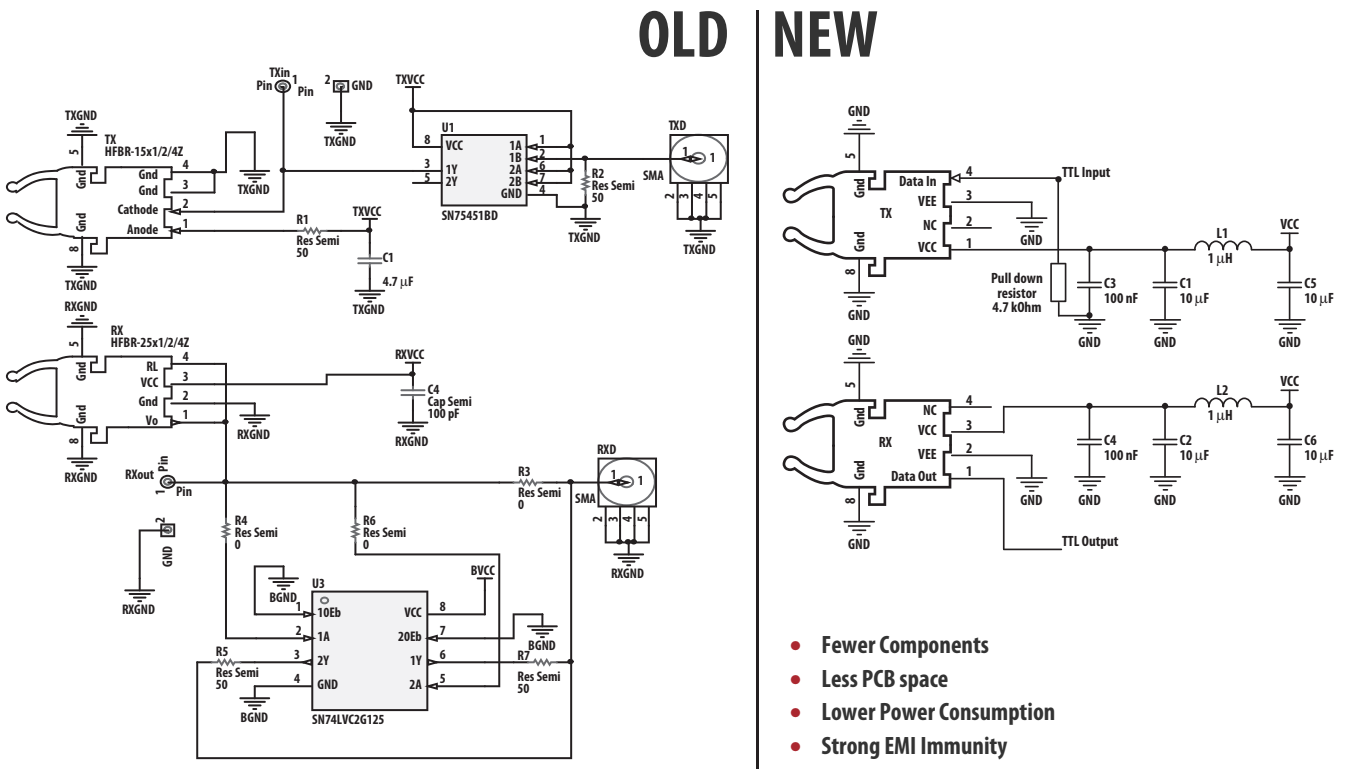 OLD
NEW
TXin
Pin
1
Pin
2
GND
TXGND
TXVCC
TXGND
5
TX
HFBR-15x1/2/4Z
Gnd
Gnd
Gnd
Cathode
Anode
Gnd
4
3
2
1
8
TXGND
TXGND
R1
Res Semi
50
TXVCC
C1
4.7 µF
TXGND
U1
8
VCC
3
1Y
5
2Y
1A
1
1B
2
2A
6
2B
7
GND
4
SN75451BD
R2
Res Semi
50
TXGND
TXD
1
1
SMA
2
3
4
5
TXGND
RXGND
5
RX
HFBR-25x1/2/4Z
Gnd
RL
VCC
Gnd
Vo
Gnd
4
3
2
1
8
RXGND
RXGND
RXVCC
C4
Cap Semi
100 pF
RXGND
RXout
Pin
1
Pin
2
GND
RXGND
R3
Res Semi
0
RXD
1
1
SMA
2
3
4
5
RXGND
R4
Res Semi
0
R6
Res Semi
0
BGND
U3
BVCC
1
10Eb
2
1A
3
2Y
4
GND
VCC
8
20Eb
7
1Y
6
2A
5
SN74LVC2G125
BGND
R5
Res Semi
50
BGND
R7
Res Semi
50
GND
5
Gnd
TX
Data In
VEE
NC
VCC
Gnd
4
3
2
1
8
GND
TTL Input
GND
Pull down
resistor
4.7 kOhm
C3
100 nF
GND
C1
10 µF
GND
L1
1 µH
VCC
C5
10 µF
GND
GND
5
Gnd
RX
NC
VCC
VEE
Data Out
Gnd
4
3
2
1
8
GND
GND
C4
100 nF
GND
C2
10 µF
GND
L2
1 µH
VCC
C6
10 µF
GND
TTL Output
• Fewer Components
• Less PCB space
• Lower Power Consumption
• Strong EMI Immunity